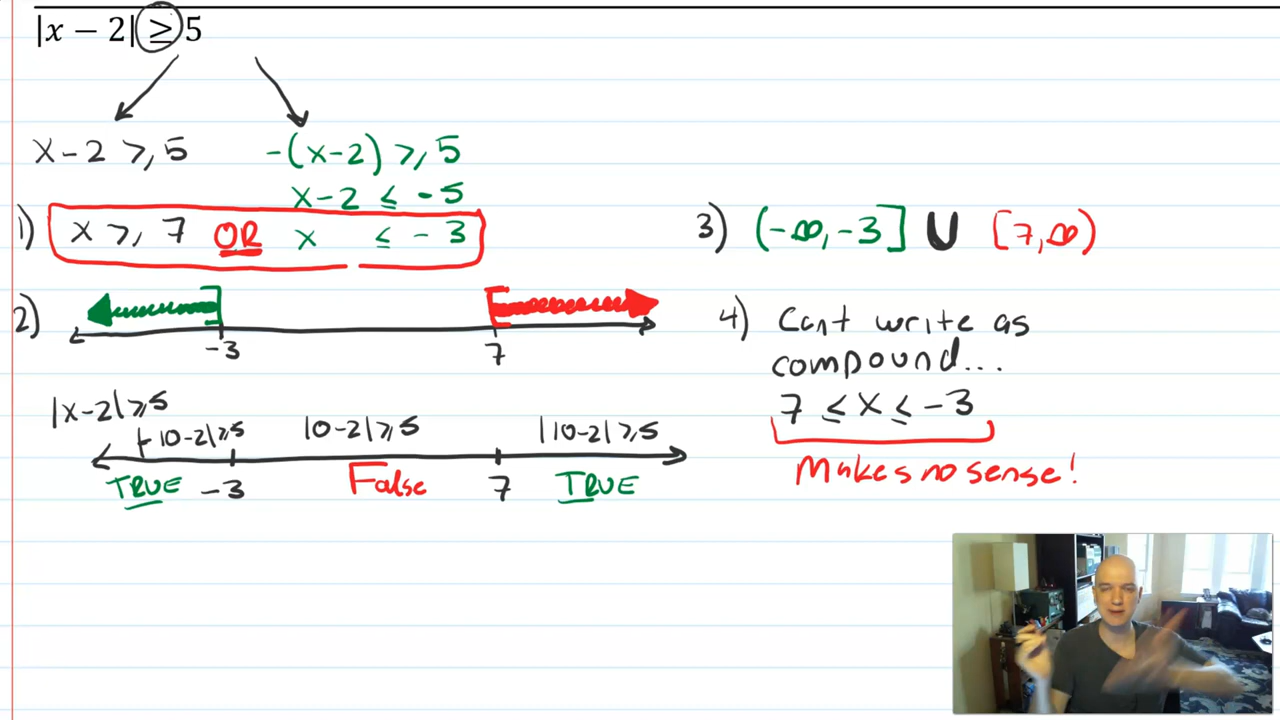 |x − 2| ≥ 5
x - 2 ≥ 5
-(x-2) ≥ 5
x-2 ≤ -5
1) x ≥ 7 OR x ≤ -3
2)
-3 7
|x-2| ≥ 5
|-10-2| ≥ 5 |0-2| ≥ 5 |10-2| ≥ 5
TRUE -3 False 7 TRUE
3) (-∞, -3] U [7, ∞)
4) Cant write as
compound...
7 ≤ x ≤ -3
Makes no sense!